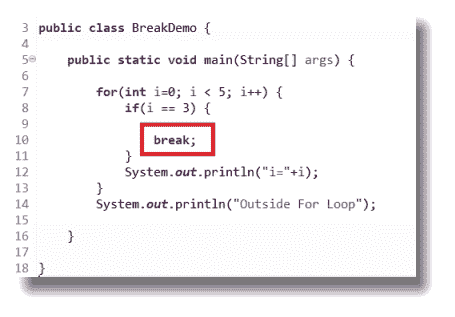 3 public class BreakDemo {
4
5 public static void main(String[] args) {
6
7 for(int i=0; i < 5; i++) {
8 if(i == 3) {
9
10 break;
11 }
12 System.out.println("i="+i);
13 }
14 System.out.println("Outside For Loop");
15
16 }
17
18 }